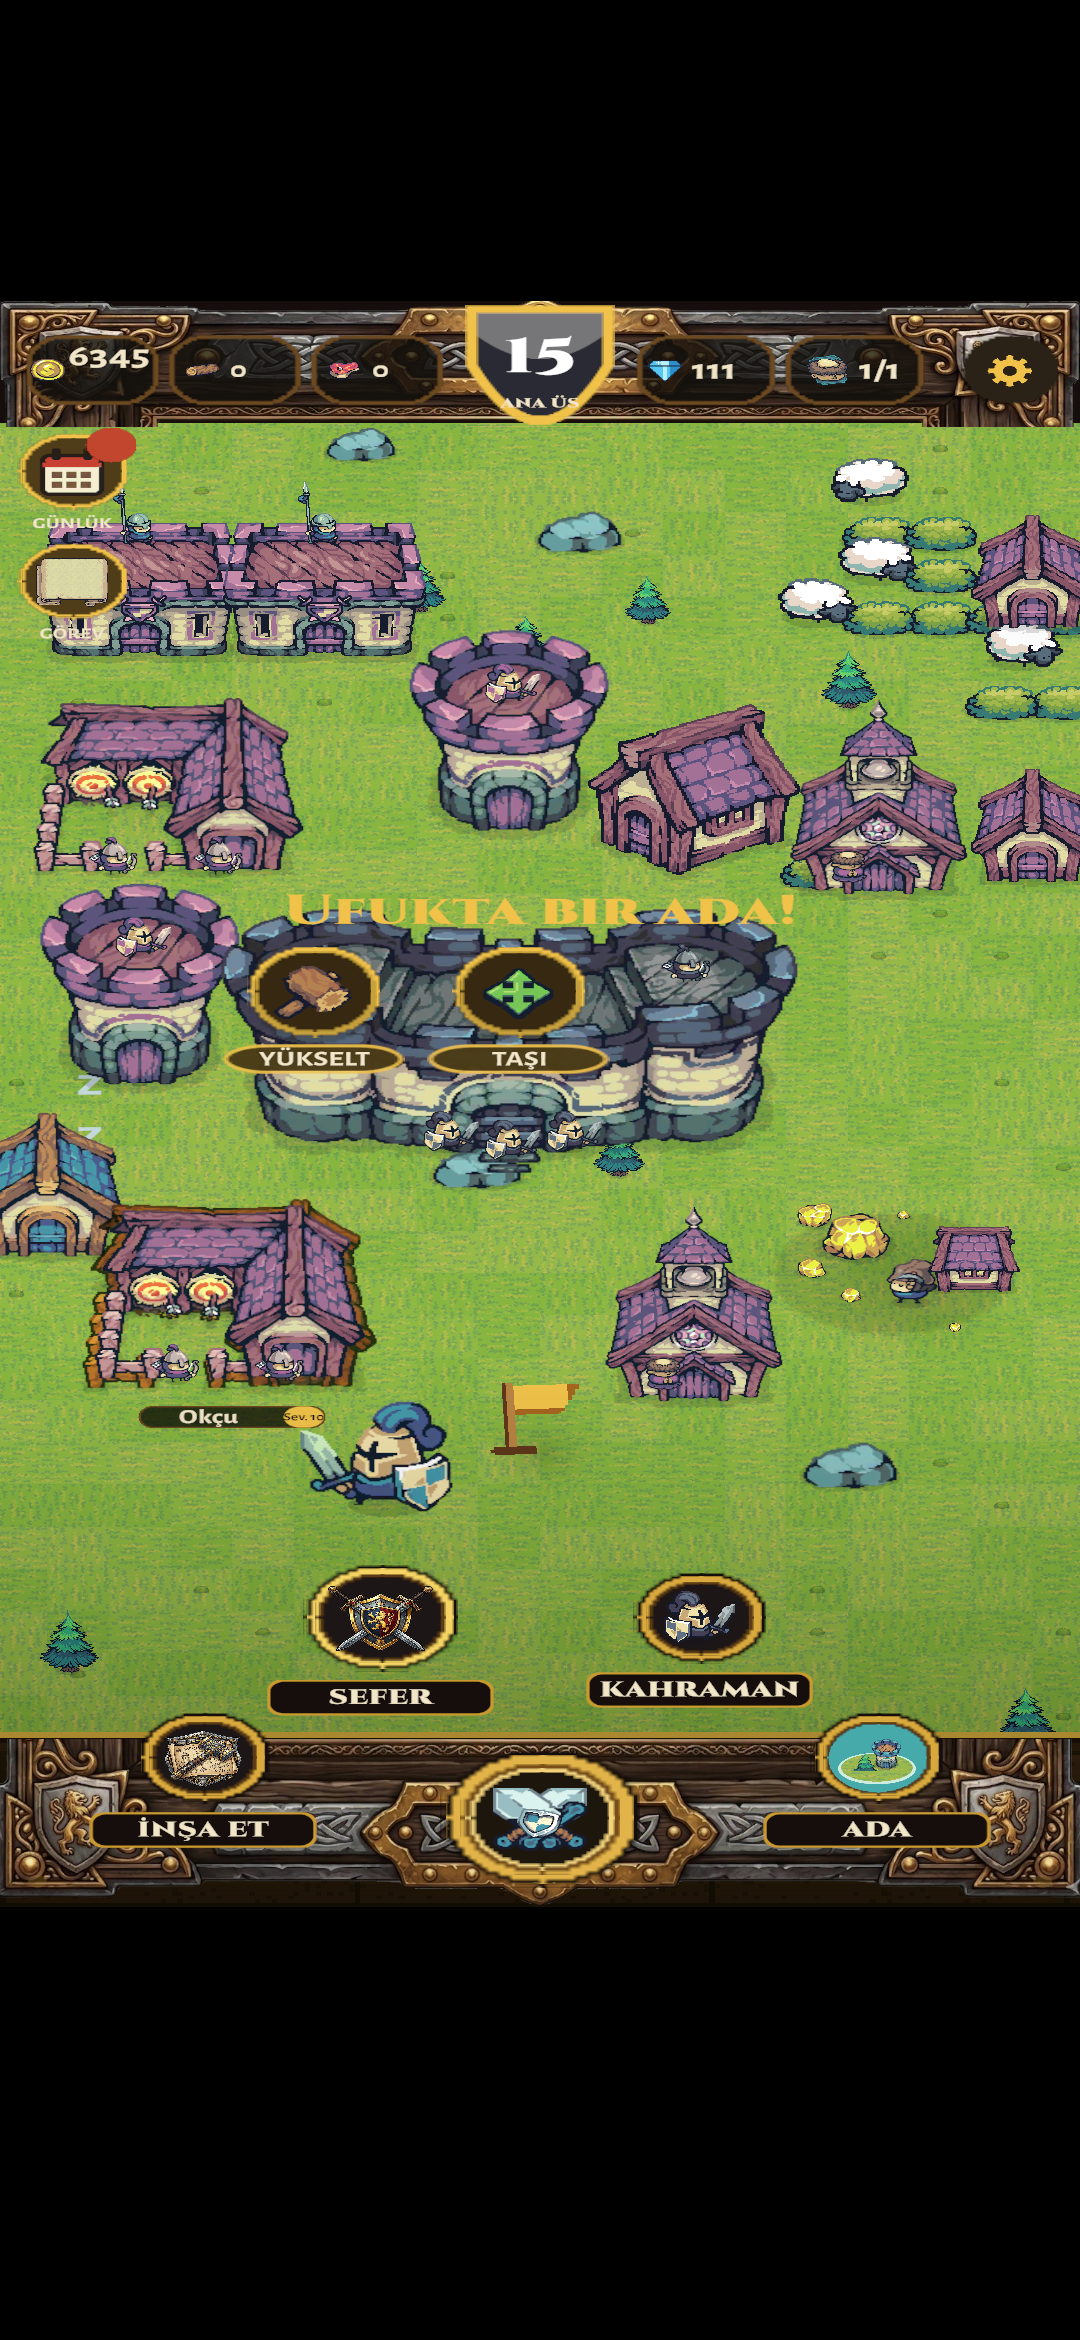 6345
0
0
15
ANA ÜS
111
1/1
GÜNLÜK
GÖREV
UFUKTA BIR ADA!
YÜKSELT
TAŞI
Z
Z
Okçu
Sev. 10
SEFER
KAHRAMAN
İNŞA ET
ADA